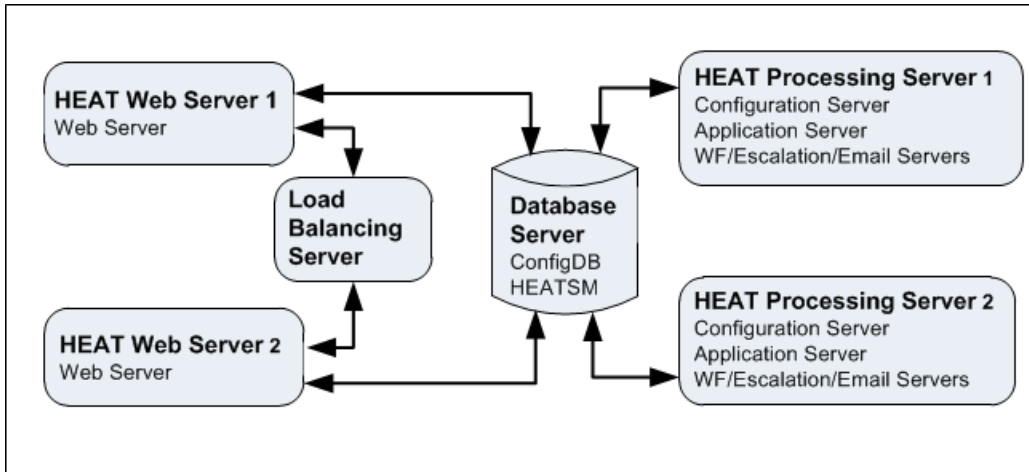 HEAT Web Server 1
Web Server
Load
Balancing
Server
HEAT Web Server 2
Web Server
Database
Server
ConfigDB
HEATSM
HEAT Processing Server 1
Configuration Server
Application Server
WF/Escalation/Email Servers
HEAT Processing Server 2
Configuration Server
Application Server
WF/Escalation/Email Servers